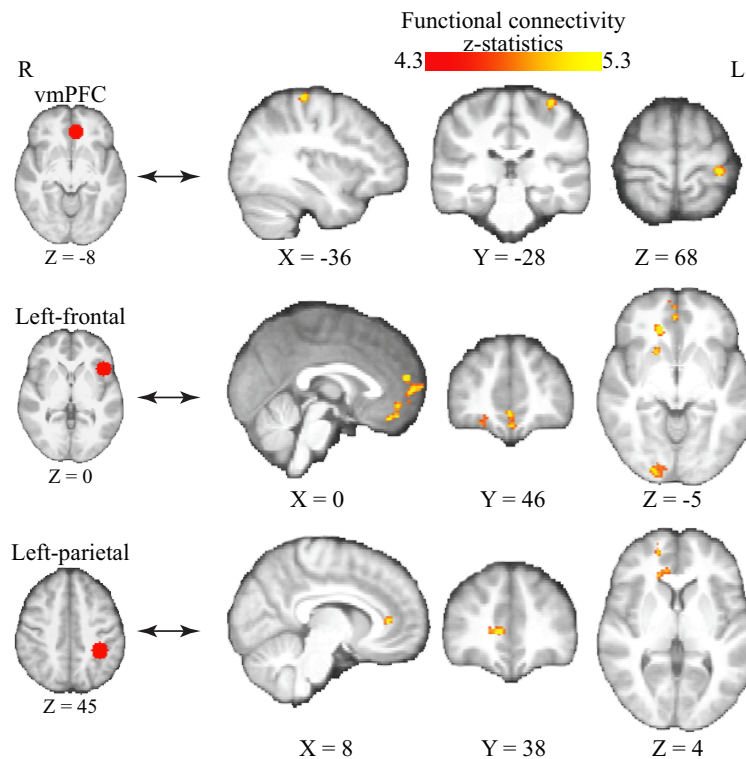 Functional connectivity
z-statistics
4.3 5.3
R L
vmPFC
Z = -8 X = -36 Y = -28 Z = 68
Left-frontal
Z = 0 X = 0 Y = 46 Z = -5
Left-parietal
Z = 45 X = 8 Y = 38 Z = 4